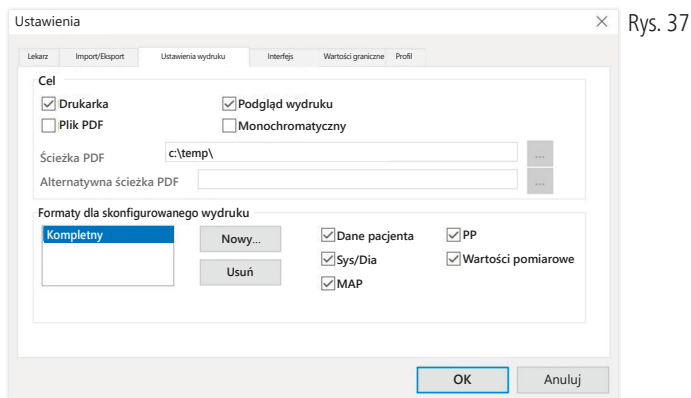 Ustawienia
Rys. 37
Lekarz Import/Eksport Ustawienia wydruku Interfejs Wartości graniczne Profil
Cel
Drukarka Podgląd wydruku
Plik PDF Monochromatyczny
Ścieżka PDF c:\temp\ ...
Alternatywna ścieżka PDF ...
Formaty dla skonfigurowanego wydruku
Kompletny Nowy... Dane pacjenta PP
Usuń Sys/Dia Wartości pomiarowe
MAP
OK Anuluj